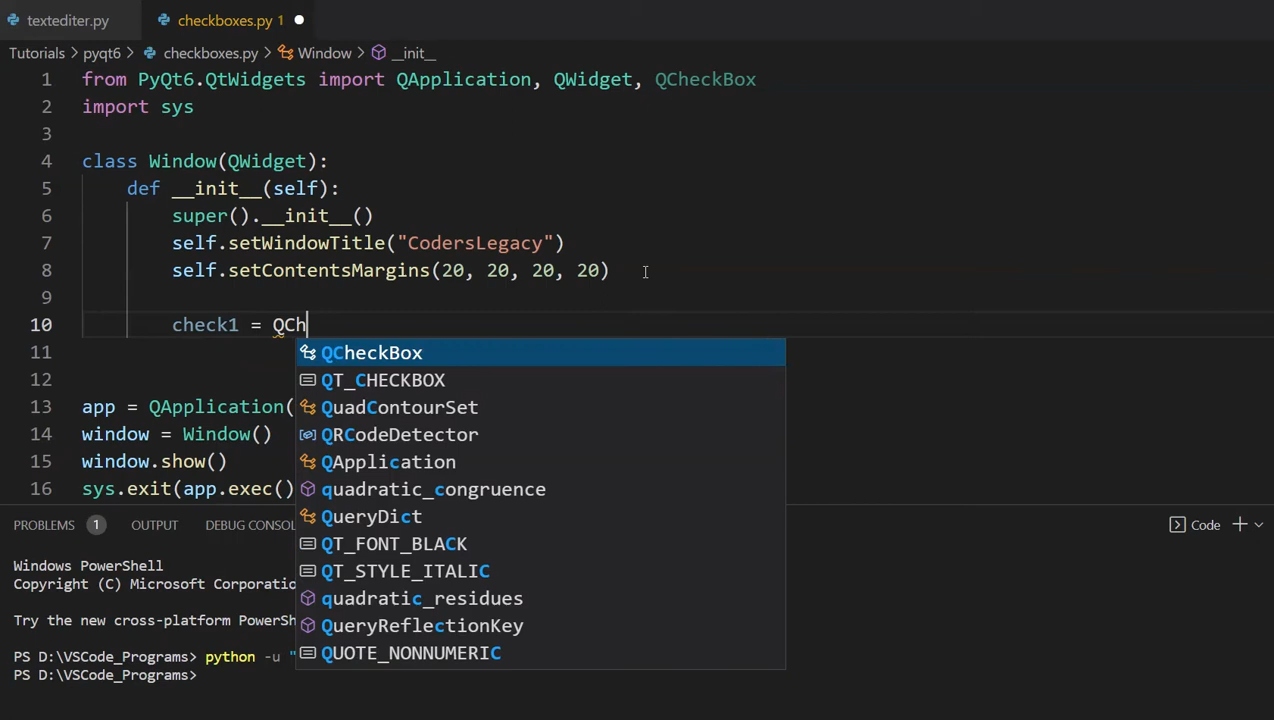 textediter.py checkboxes.py 1
Tutorials > pyqt6 > checkboxes.py > Window > __init__
1 from PyQt6.QtWidgets import QApplication, QWidget, QCheckBox
2 import sys
3
4 class Window(QWidget):
5 def __init__(self):
6 super().__init__()
7 self.setWindowTitle("CodersLegacy")
8 self.setContentsMargins(20, 20, 20, 20)
9
10 check1 = QCh
11 QCheckBox
12 QT_CHECKBOX
13 app = QApplication( QuadContourSet
14 window = Window() QRCodeDetector
15 window.show() QApplication
16 sys.exit(app.exec() quadratic_congruence
PROBLEMS 1 OUTPUT DEBUG CONSOL QueryDict Code
QT_FONT_BLACK
Windows PowerShell QT_STYLE_ITALIC
Copyright (C) Microsoft Corporatio
quadratic_residues
Try the new cross-platform PowerSh QueryReflectionKey
PS D:\VSCode_Programs> python -u " QUOTE_NONNUMERIC
PS D:\VSCode_Programs>